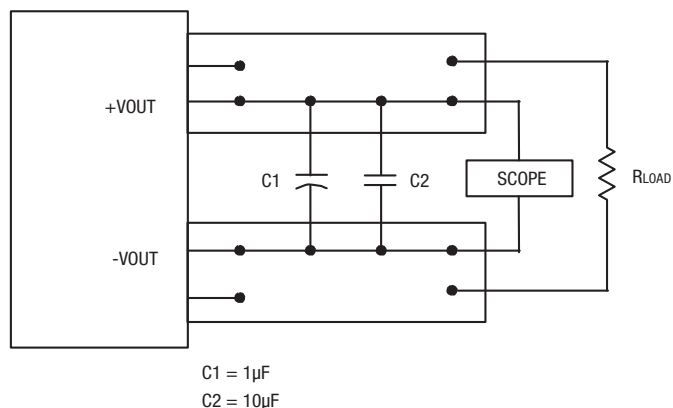 +VOUT
C1
C2
SCOPE
RLOAD
-VOUT
C1 = 1µF
C2 = 10µF